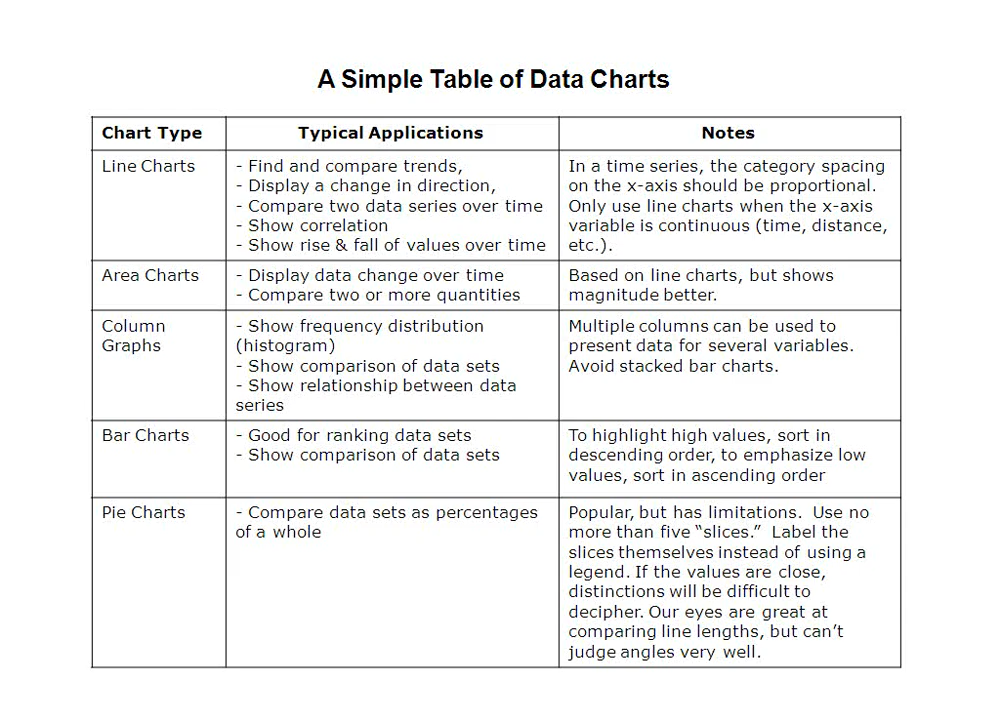 A Simple Table of Data Charts
Chart Type
Typical Applications
Notes
Line Charts
- Find and compare trends,
- Display a change in direction,
- Compare two data series over time
- Show correlation
- Show rise & fall of values over time
In a time series, the category spacing
on the x-axis should be proportional.
Only use line charts when the x-axis
variable is continuous (time, distance,
etc.).
Area Charts
- Display data change over time
- Compare two or more quantities
Based on line charts, but shows
magnitude better.
Column
Graphs
- Show frequency distribution
(histogram)
- Show comparison of data sets
- Show relationship between data
series
Multiple columns can be used to
present data for several variables.
Avoid stacked bar charts.
Bar Charts
- Good for ranking data sets
- Show comparison of data sets
To highlight high values, sort in
descending order, to emphasize low
values, sort in ascending order
Pie Charts
- Compare data sets as percentages
of a whole
Popular, but has limitations.  Use no
more than five “slices.”  Label the
slices themselves instead of using a
legend. If the values are close,
distinctions will be difficult to
decipher. Our eyes are great at
comparing line lengths, but can’t
judge angles very well.